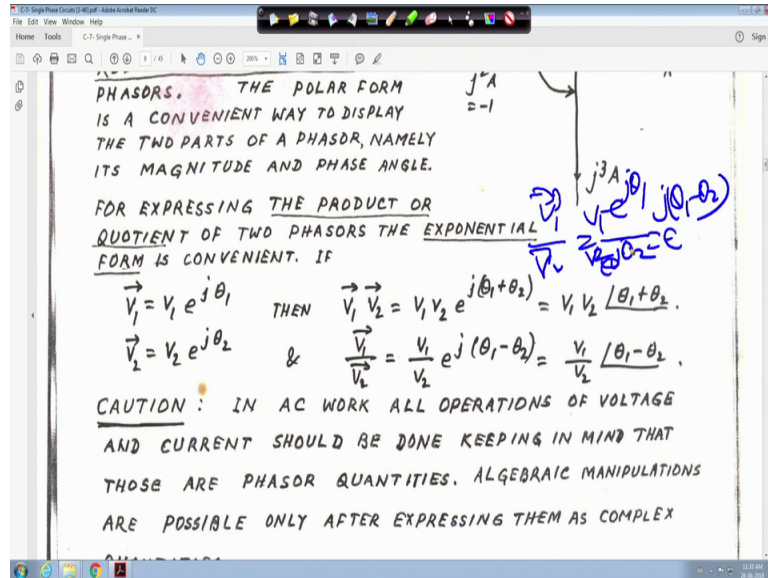 C-7- Single Phase Circuits [2-46].pdf - Adobe Acrobat Reader DC
File Edit View Window Help
Home Tools C-7- Single Phase ... × Sign
8 / 45 200%
PHASORS. THE POLAR FORM
IS A CONVENIENT WAY TO DISPLAY
THE TWO PARTS OF A PHASOR, NAMELY
ITS MAGNITUDE AND PHASE ANGLE.
j²A
= -1
j³A
FOR EXPRESSING THE PRODUCT OR
QUOTIENT OF TWO PHASORS THE EXPONENTIAL
FORM IS CONVENIENT. IF
V₁ = V₁ e^jθ₁ THEN V₁ V₂ = V₁ V₂ e^j(θ₁+θ₂) = V₁ V₂ ∠θ₁+θ₂ .
V₂ = V₂ e^jθ₂ & V₁/V₂ = V₁/V₂ e^j(θ₁-θ₂) = V₁/V₂ ∠θ₁-θ₂ .
CAUTION : IN AC WORK ALL OPERATIONS OF VOLTAGE
AND CURRENT SHOULD BE DONE KEEPING IN MIND THAT
THOSE ARE PHASOR QUANTITIES. ALGEBRAIC MANIPULATIONS
ARE POSSIBLE ONLY AFTER EXPRESSING THEM AS COMPLEX
11:35 AM